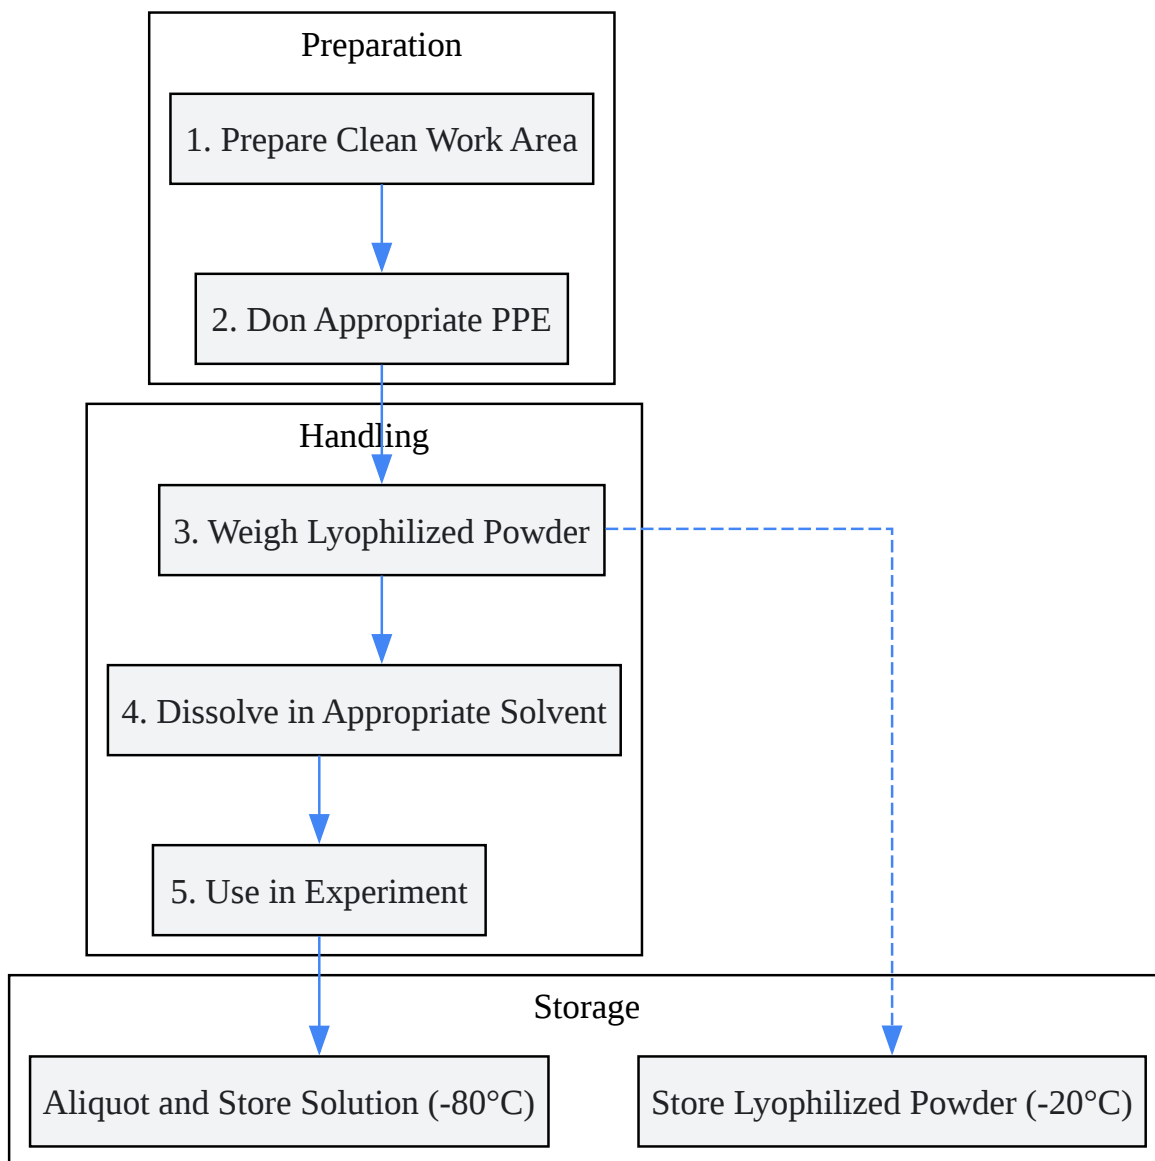 Preparation
1. Prepare Clean Work Area
2. Don Appropriate PPE
Handling
3. Weigh Lyophilized Powder
4. Dissolve in Appropriate Solvent
5. Use in Experiment
Storage
Aliquot and Store Solution (-80°C)
Store Lyophilized Powder (-20°C)